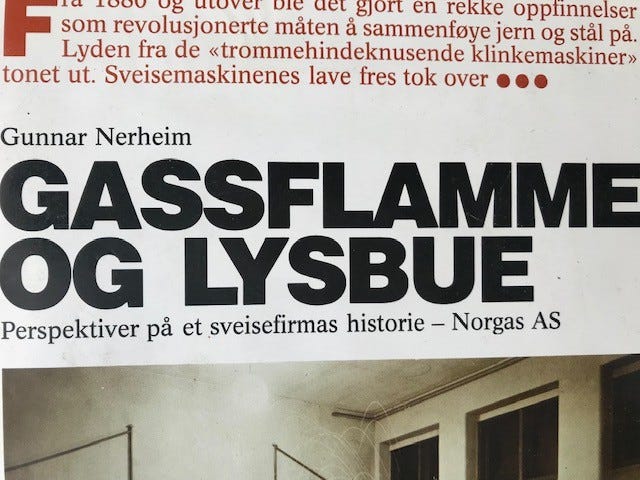 Fra 1880 og utover ble det gjort en rekke oppfinnelser
som revolusjonerte måten å sammenføye jern og stål på.
Lyden fra de «trommehindeknusende klinkemaskiner»
tonet ut. Sveisemaskinenes lave fres tok over ●●●
Gunnar Nerheim
GASSFLAMME
OG LYSBUE
Perspektiver på et sveisefirmas historie – Norgas AS